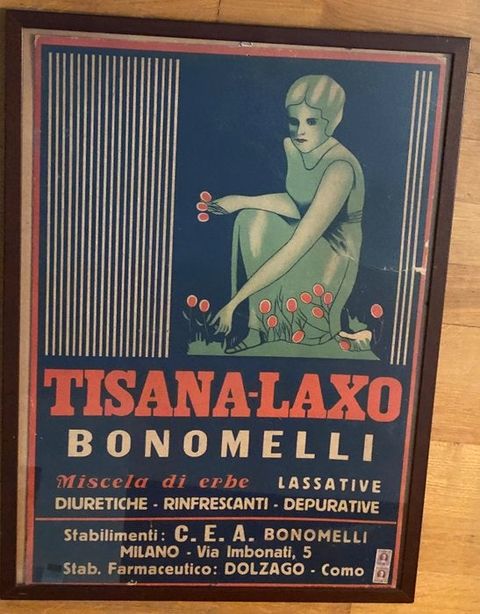 TISANA-LAXO
BONOMELLI
Miscela di erbe LASSATIVE
DIURETICHE - RINFRESCANTI - DEPURATIVE
Stabilimenti: C. E. A. BONOMELLI
MILANO - Via Imbonati, 5
Stab. Farmaceutico: DOLZAGO - Como